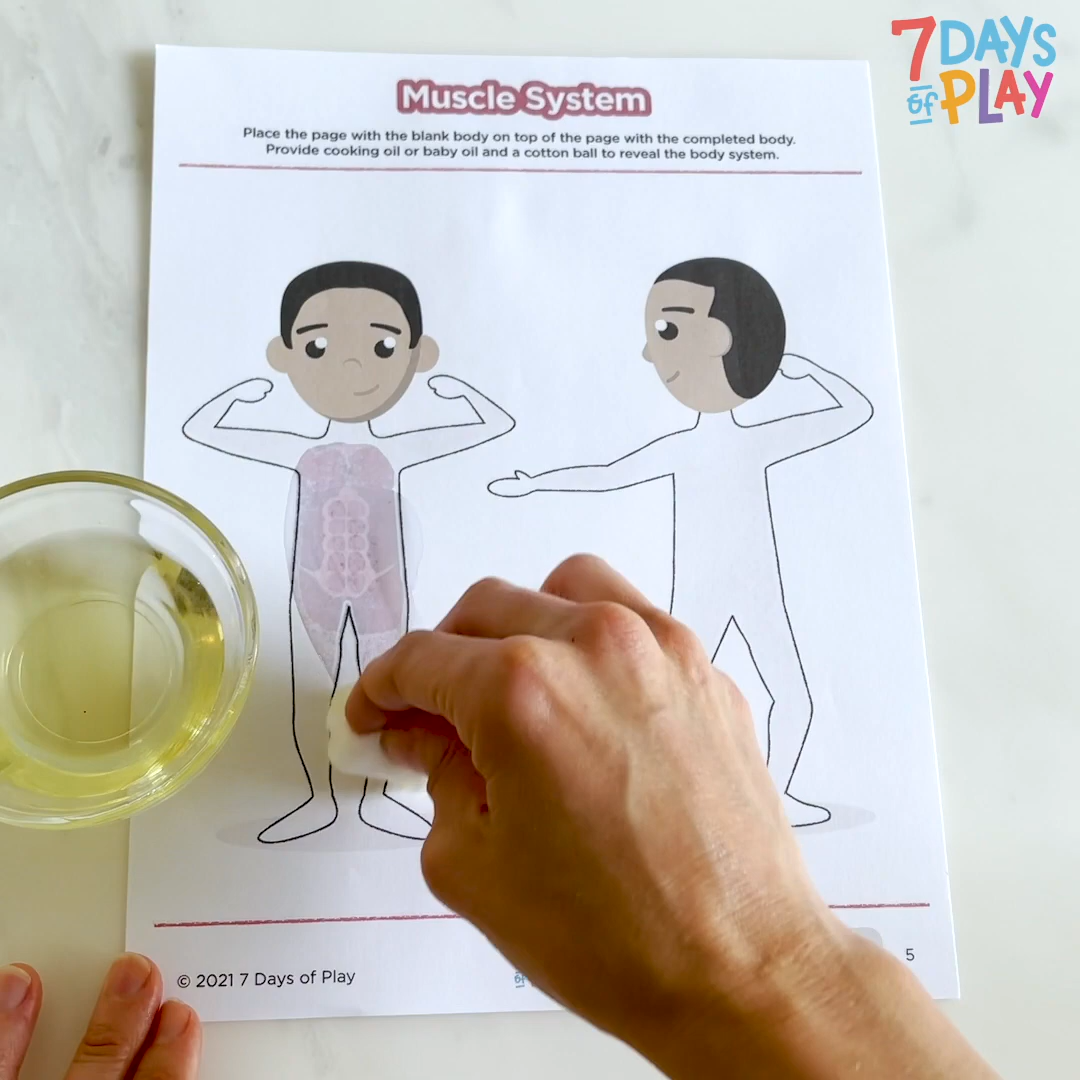 7 DAYS
of PLAY
Muscle System
Place the page with the blank body on top of the page with the completed body.
Provide cooking oil or baby oil and a cotton ball to reveal the body system.
© 2021 7 Days of Play
of
5